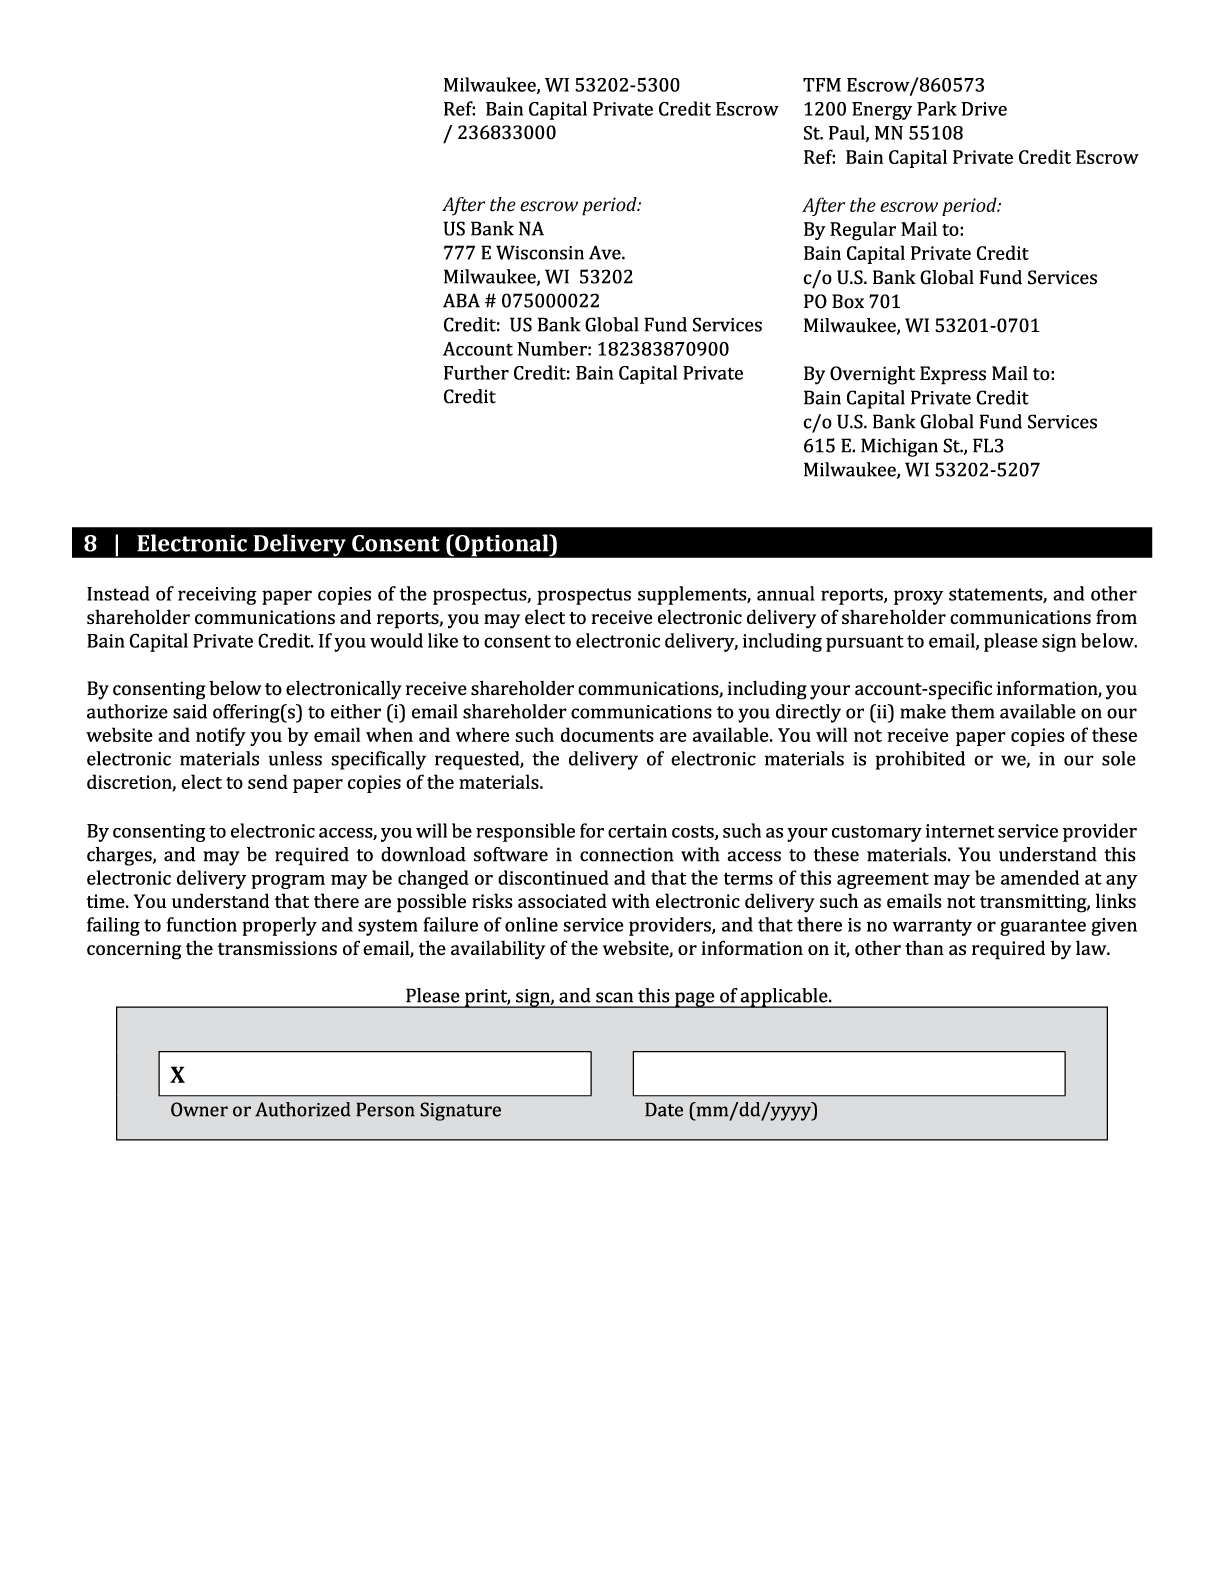 Milwaukee, WI 53202-5300
Ref:  Bain Capital Private Credit Escrow
/ 236833000
After the escrow period:
US Bank NA
777 E Wisconsin Ave.
Milwaukee, WI  53202
ABA # 075000022
Credit:  US Bank Global Fund Services
Account Number: 182383870900
Further Credit: Bain Capital Private
Credit
TFM Escrow/860573
1200 Energy Park Drive
St. Paul, MN 55108
Ref:  Bain Capital Private Credit Escrow
After the escrow period:
By Regular Mail to:
Bain Capital Private Credit
c/o U.S. Bank Global Fund Services
PO Box 701
Milwaukee, WI 53201-0701
By Overnight Express Mail to:
Bain Capital Private Credit
c/o U.S. Bank Global Fund Services
615 E. Michigan St., FL3
Milwaukee, WI 53202-5207
8 | Electronic Delivery Consent (Optional)
Instead of receiving paper copies of the prospectus, prospectus supplements, annual reports, proxy statements, and other
shareholder communications and reports, you may elect to receive electronic delivery of shareholder communications from
Bain Capital Private Credit. If you would like to consent to electronic delivery, including pursuant to email, please sign below.
By consenting below to electronically receive shareholder communications, including your account-specific information, you
authorize said offering(s) to either (i) email shareholder communications to you directly or (ii) make them available on our
website and notify you by email when and where such documents are available. You will not receive paper copies of these
electronic materials unless specifically requested, the delivery of electronic materials is prohibited or we, in our sole
discretion, elect to send paper copies of the materials.
By consenting to electronic access, you will be responsible for certain costs, such as your customary internet service provider
charges, and may be required to download software in connection with access to these materials. You understand this
electronic delivery program may be changed or discontinued and that the terms of this agreement may be amended at any
time. You understand that there are possible risks associated with electronic delivery such as emails not transmitting, links
failing to function properly and system failure of online service providers, and that there is no warranty or guarantee given
concerning the transmissions of email, the availability of the website, or information on it, other than as required by law.
Please print, sign, and scan this page of applicable.
X
Owner or Authorized Person Signature
Date (mm/dd/yyyy)